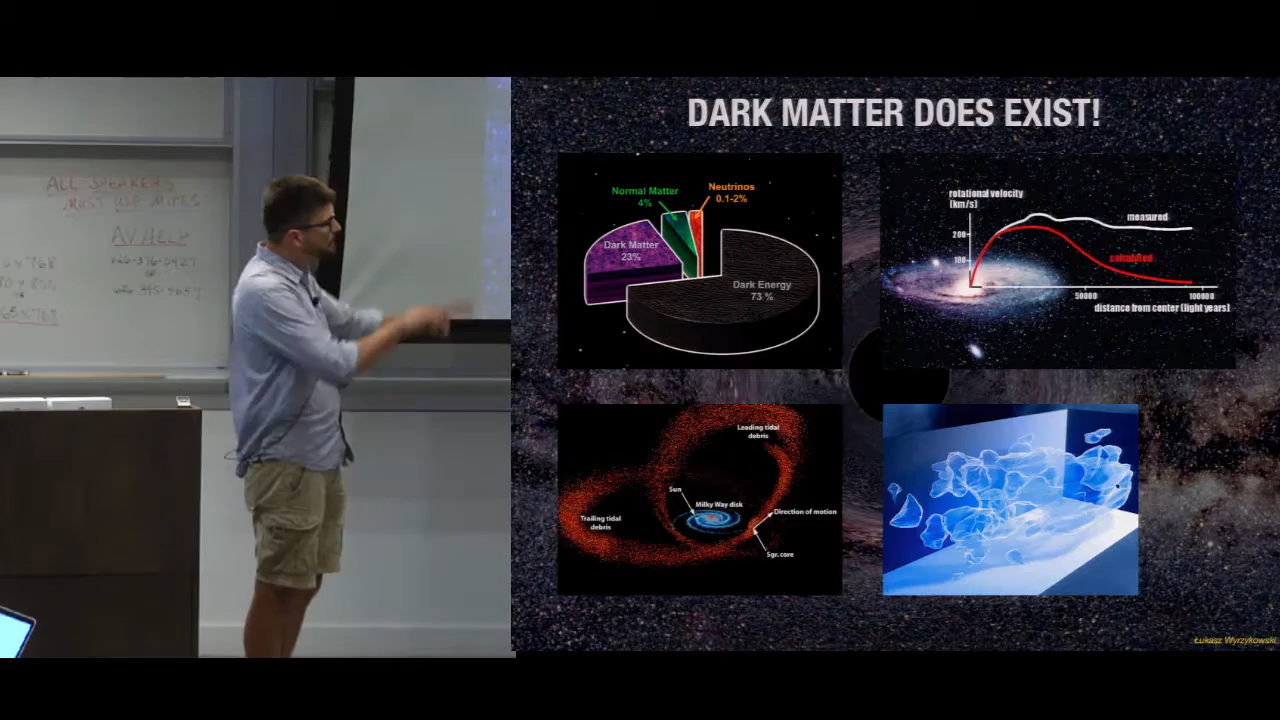 ALL SPEAKERS
MUST USE MIKES
AV HELP
DARK MATTER DOES EXIST!
Normal Matter
4%
Neutrinos
0.1-2%
Dark Matter
23%
Dark Energy
73 %
rotational velocity
(km/s)
measured
200
calculated
100
50000
100000
distance from center (light years)
Leading tidal
debris
Sun
Milky Way disk
Direction of motion
Trailing tidal
debris
Sgr. core
Łukasz Wyrzykowski